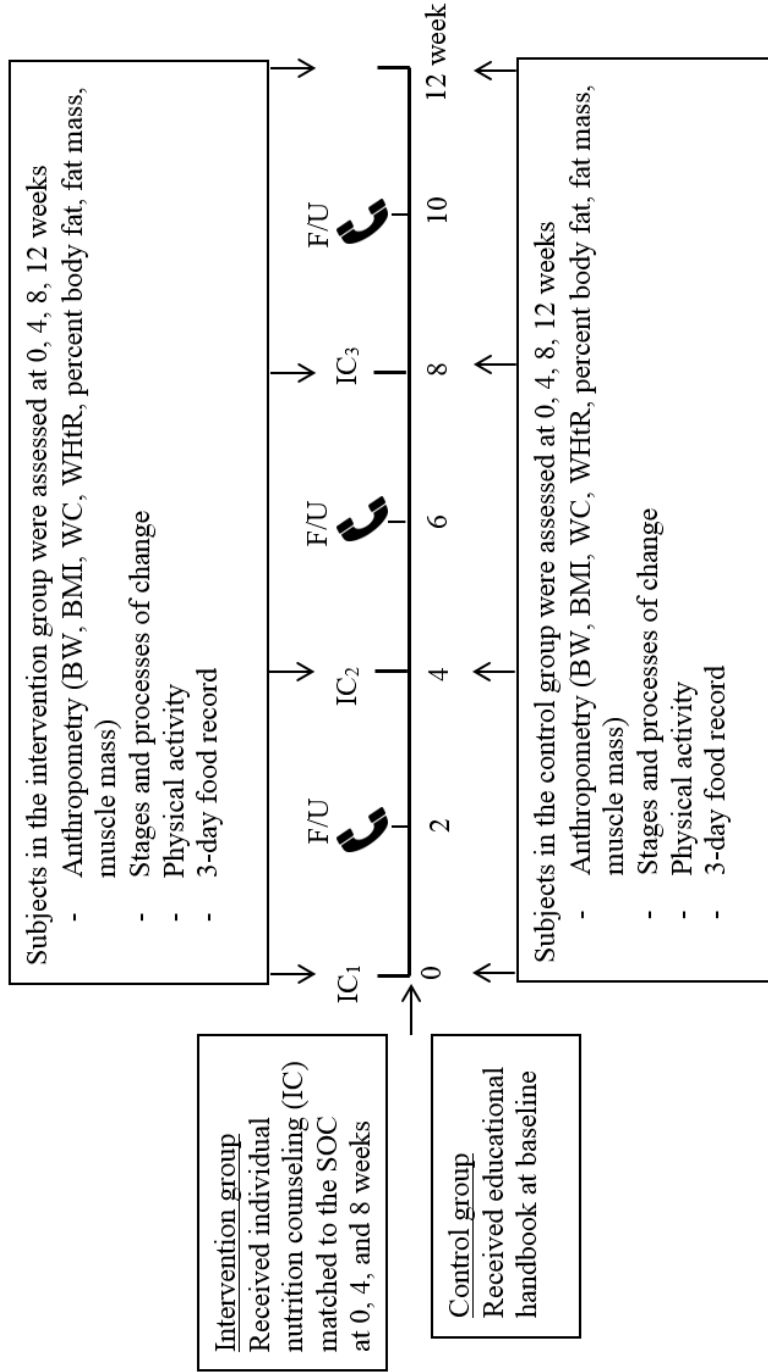 Intervention group
Received individual
nutrition counseling (IC)
matched to the SOC
at 0, 4, and 8 weeks
Control group
Received educational
handbook at baseline
Subjects in the intervention group were assessed at 0, 4, 8, 12 weeks
- Anthropometry (BW, BMI, WC, WHtR, percent body fat, fat mass,
muscle mass)
- Stages and processes of change
- Physical activity
- 3-day food record
IC₁ F/U IC₂ F/U IC₃ F/U
0 2 4 6 8 10 12 week
Subjects in the control group were assessed at 0, 4, 8, 12 weeks
- Anthropometry (BW, BMI, WC, WHtR, percent body fat, fat mass,
muscle mass)
- Stages and processes of change
- Physical activity
- 3-day food record